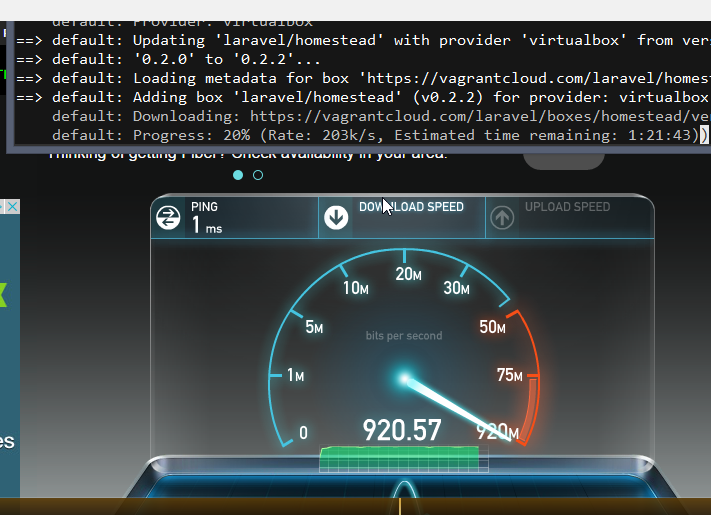 default: Provider: virtualbox
==> default: Updating 'laravel/homestead' with provider 'virtualbox' from ver
==> default: '0.2.0' to '0.2.2'...
==> default: Loading metadata for box 'https://vagrantcloud.com/laravel/homes
==> default: Adding box 'laravel/homestead' (v0.2.2) for provider: virtualbox
default: Downloading: https://vagrantcloud.com/laravel/boxes/homestead/ve
default: Progress: 20% (Rate: 203k/s, Estimated time remaining: 1:21:43))
Thinking of getting Fiber? Check availability in your area.
PING
1 ms
DOWNLOAD SPEED
UPLOAD SPEED
20M
10M
30M
5M
50M
bits per second
1M
75M
0
920.57
920M
es